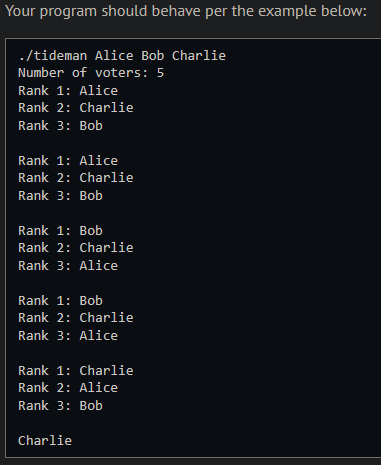 Your program should behave per the example below:
./tideman Alice Bob Charlie
Number of voters: 5
Rank 1: Alice
Rank 2: Charlie
Rank 3: Bob
Rank 1: Alice
Rank 2: Charlie
Rank 3: Bob
Rank 1: Bob
Rank 2: Charlie
Rank 3: Alice
Rank 1: Bob
Rank 2: Charlie
Rank 3: Alice
Rank 1: Charlie
Rank 2: Alice
Rank 3: Bob
Charlie